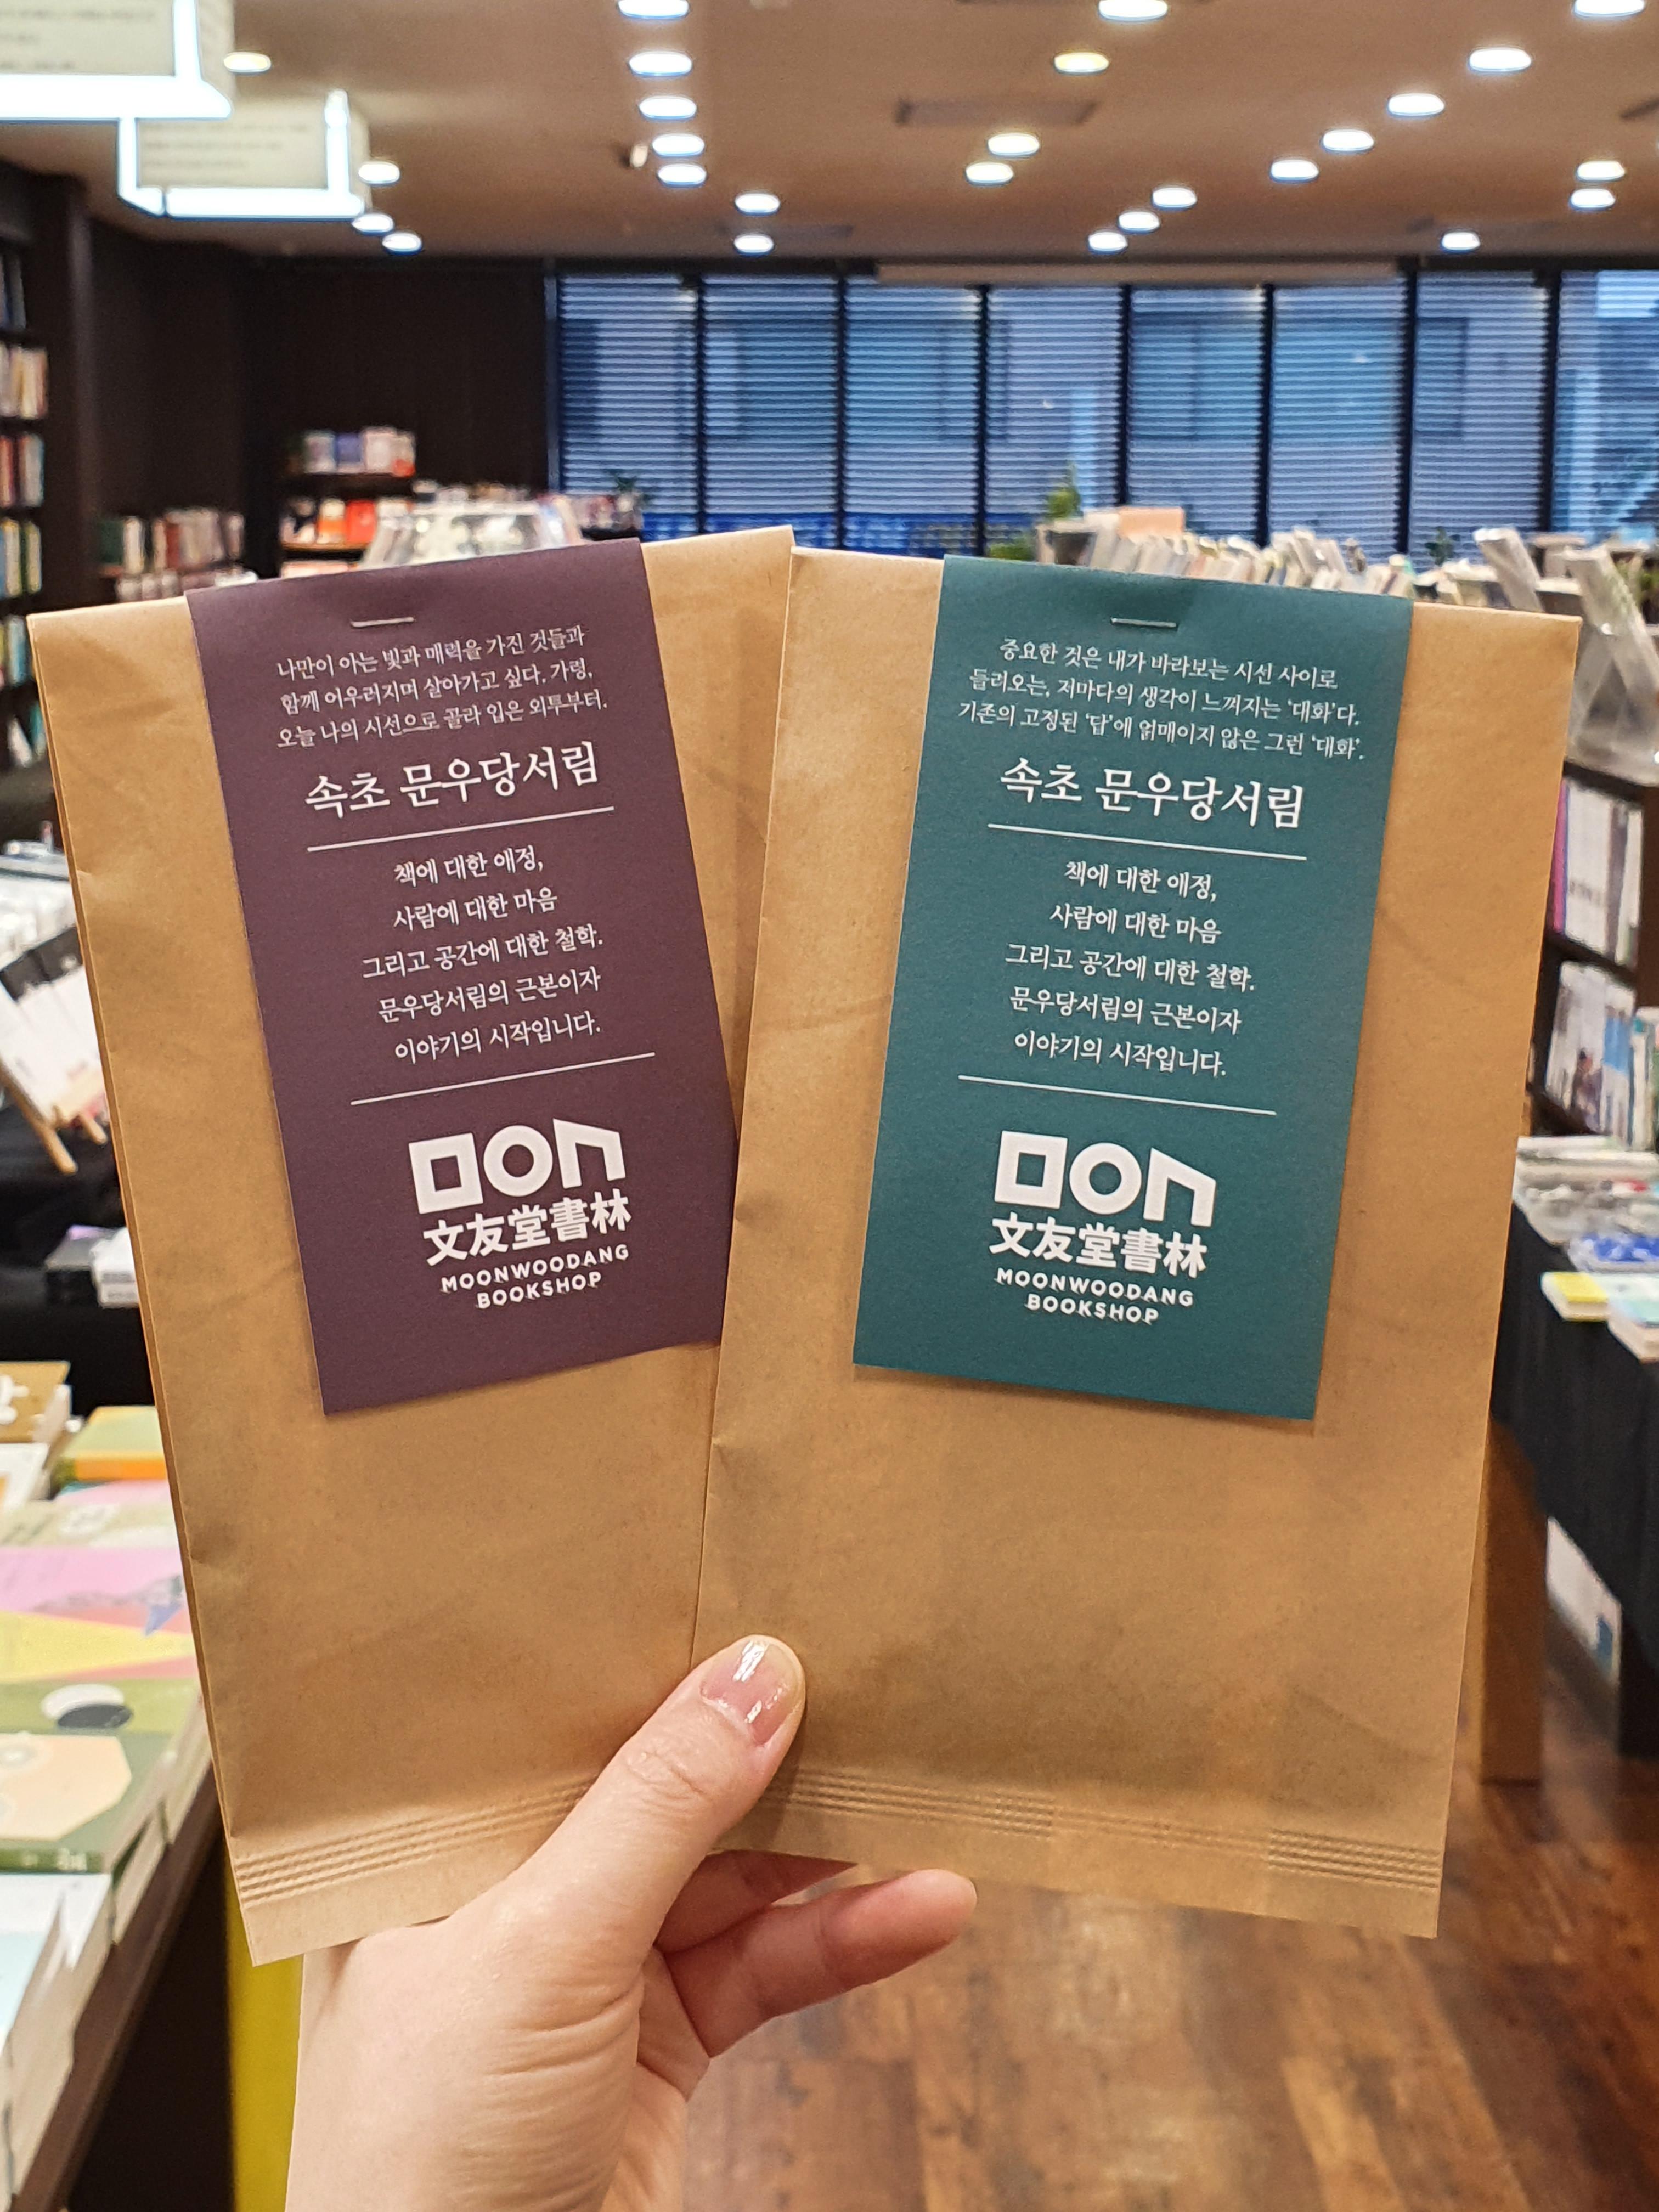 나만이 아는 빛과 매력을 가진 것들과
함께 어우러지며 살아가고 싶다. 가령,
오늘 나의 시선으로 골라 입은 외투부터.
속초 문우당서림
책에 대한 애정,
사람에 대한 마음
그리고 공간에 대한 철학.
문우당서림의 근본이자
이야기의 시작입니다.
文友堂書林
MOONWOODANG
BOOKSHOP
중요한 것은 내가 바라보는 시선 사이로
들려오는, 저마다의 생각이 느껴지는 '대화'다.
기존의 고정된 '답'에 얽매이지 않은 그런 '대화'.
속초 문우당서림
책에 대한 애정,
사람에 대한 마음
그리고 공간에 대한 철학.
문우당서림의 근본이자
이야기의 시작입니다.
文友堂書林
MOONWOODANG
BOOKSHOP